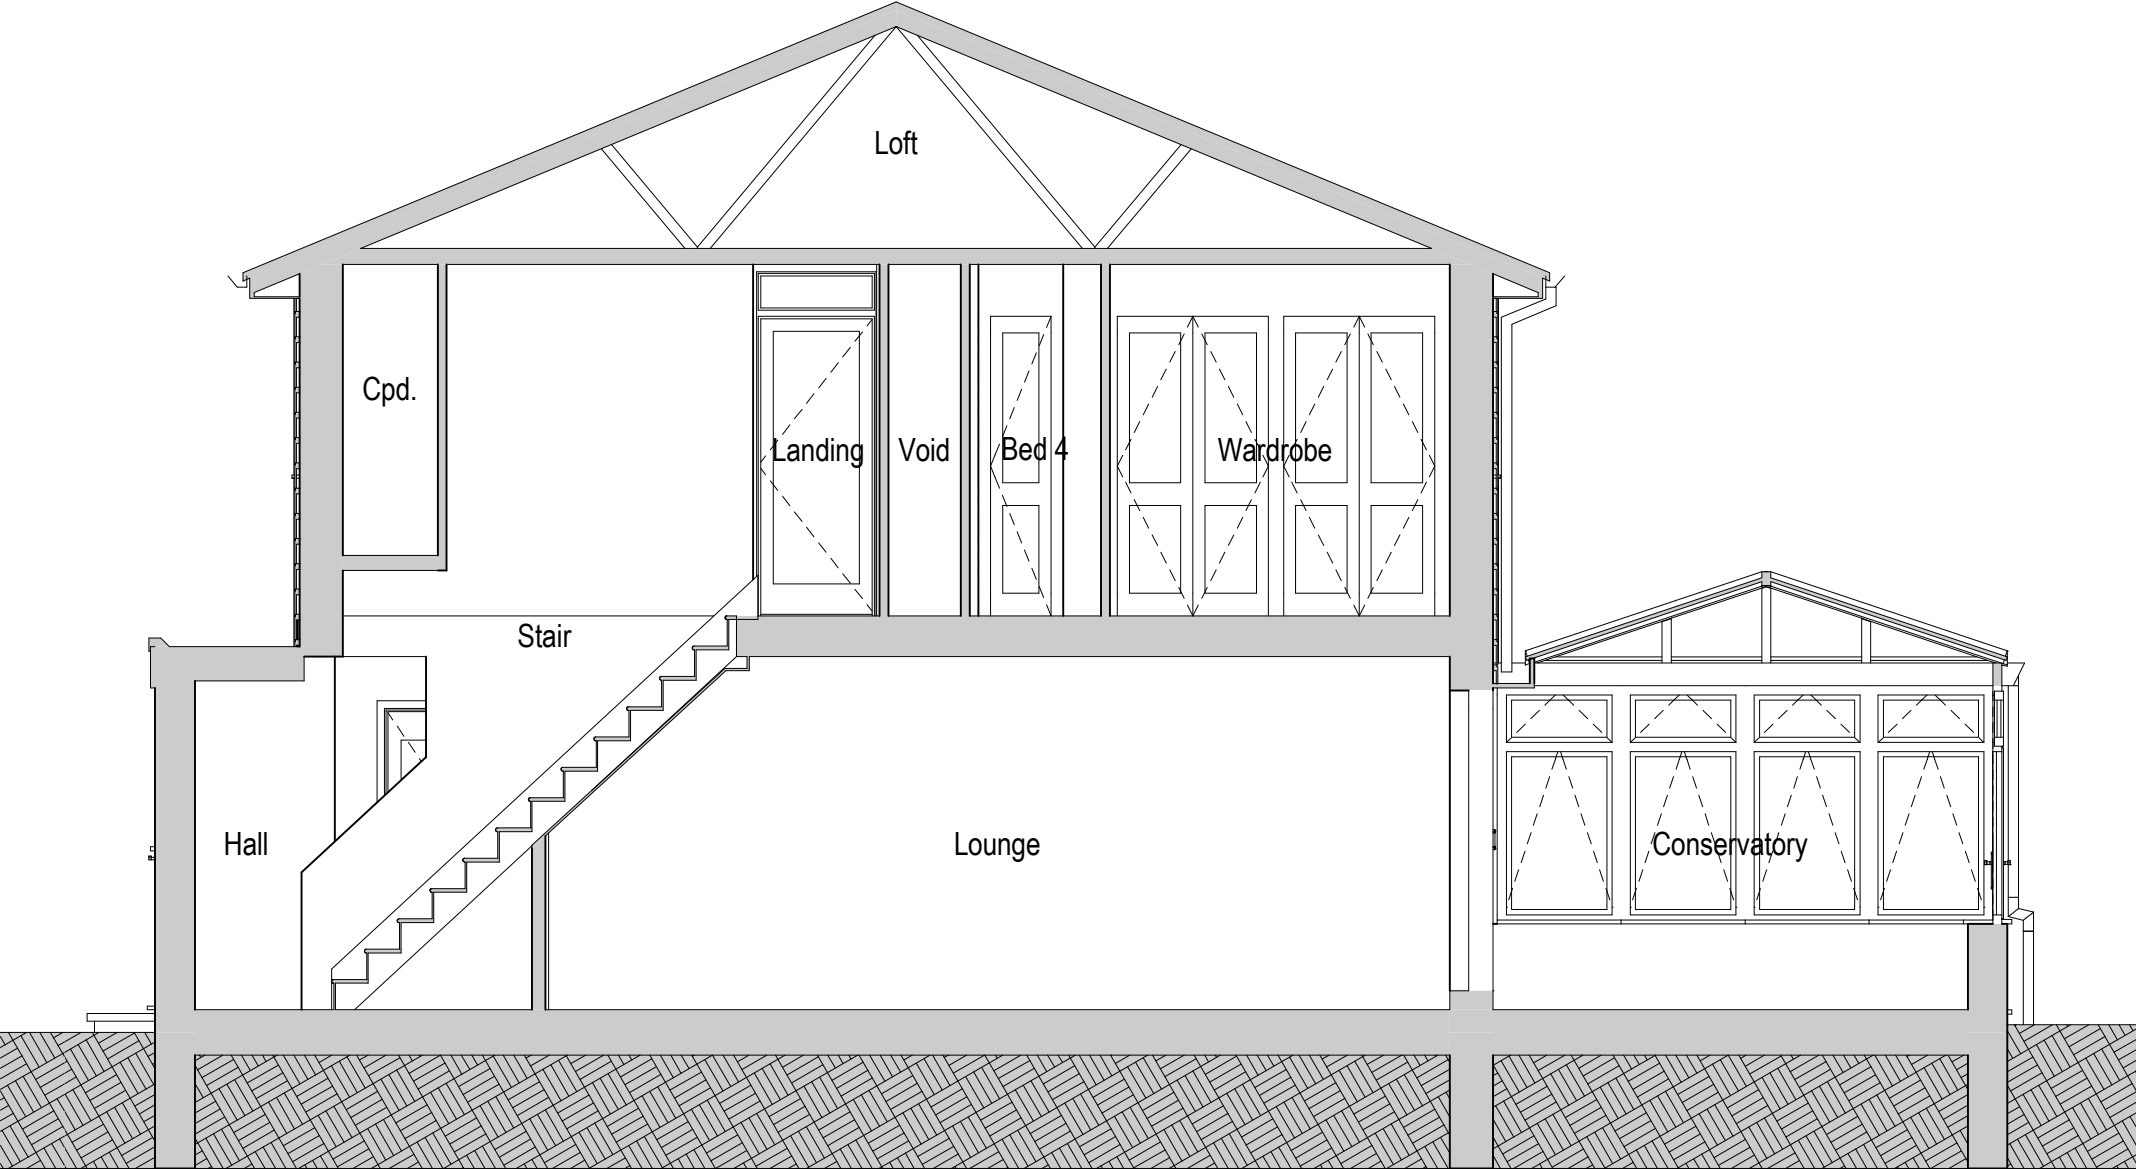 Loft
Cpd.
Landing
Void
Bed 4
Wardrobe
Stair
Hall
Lounge
Conservatory